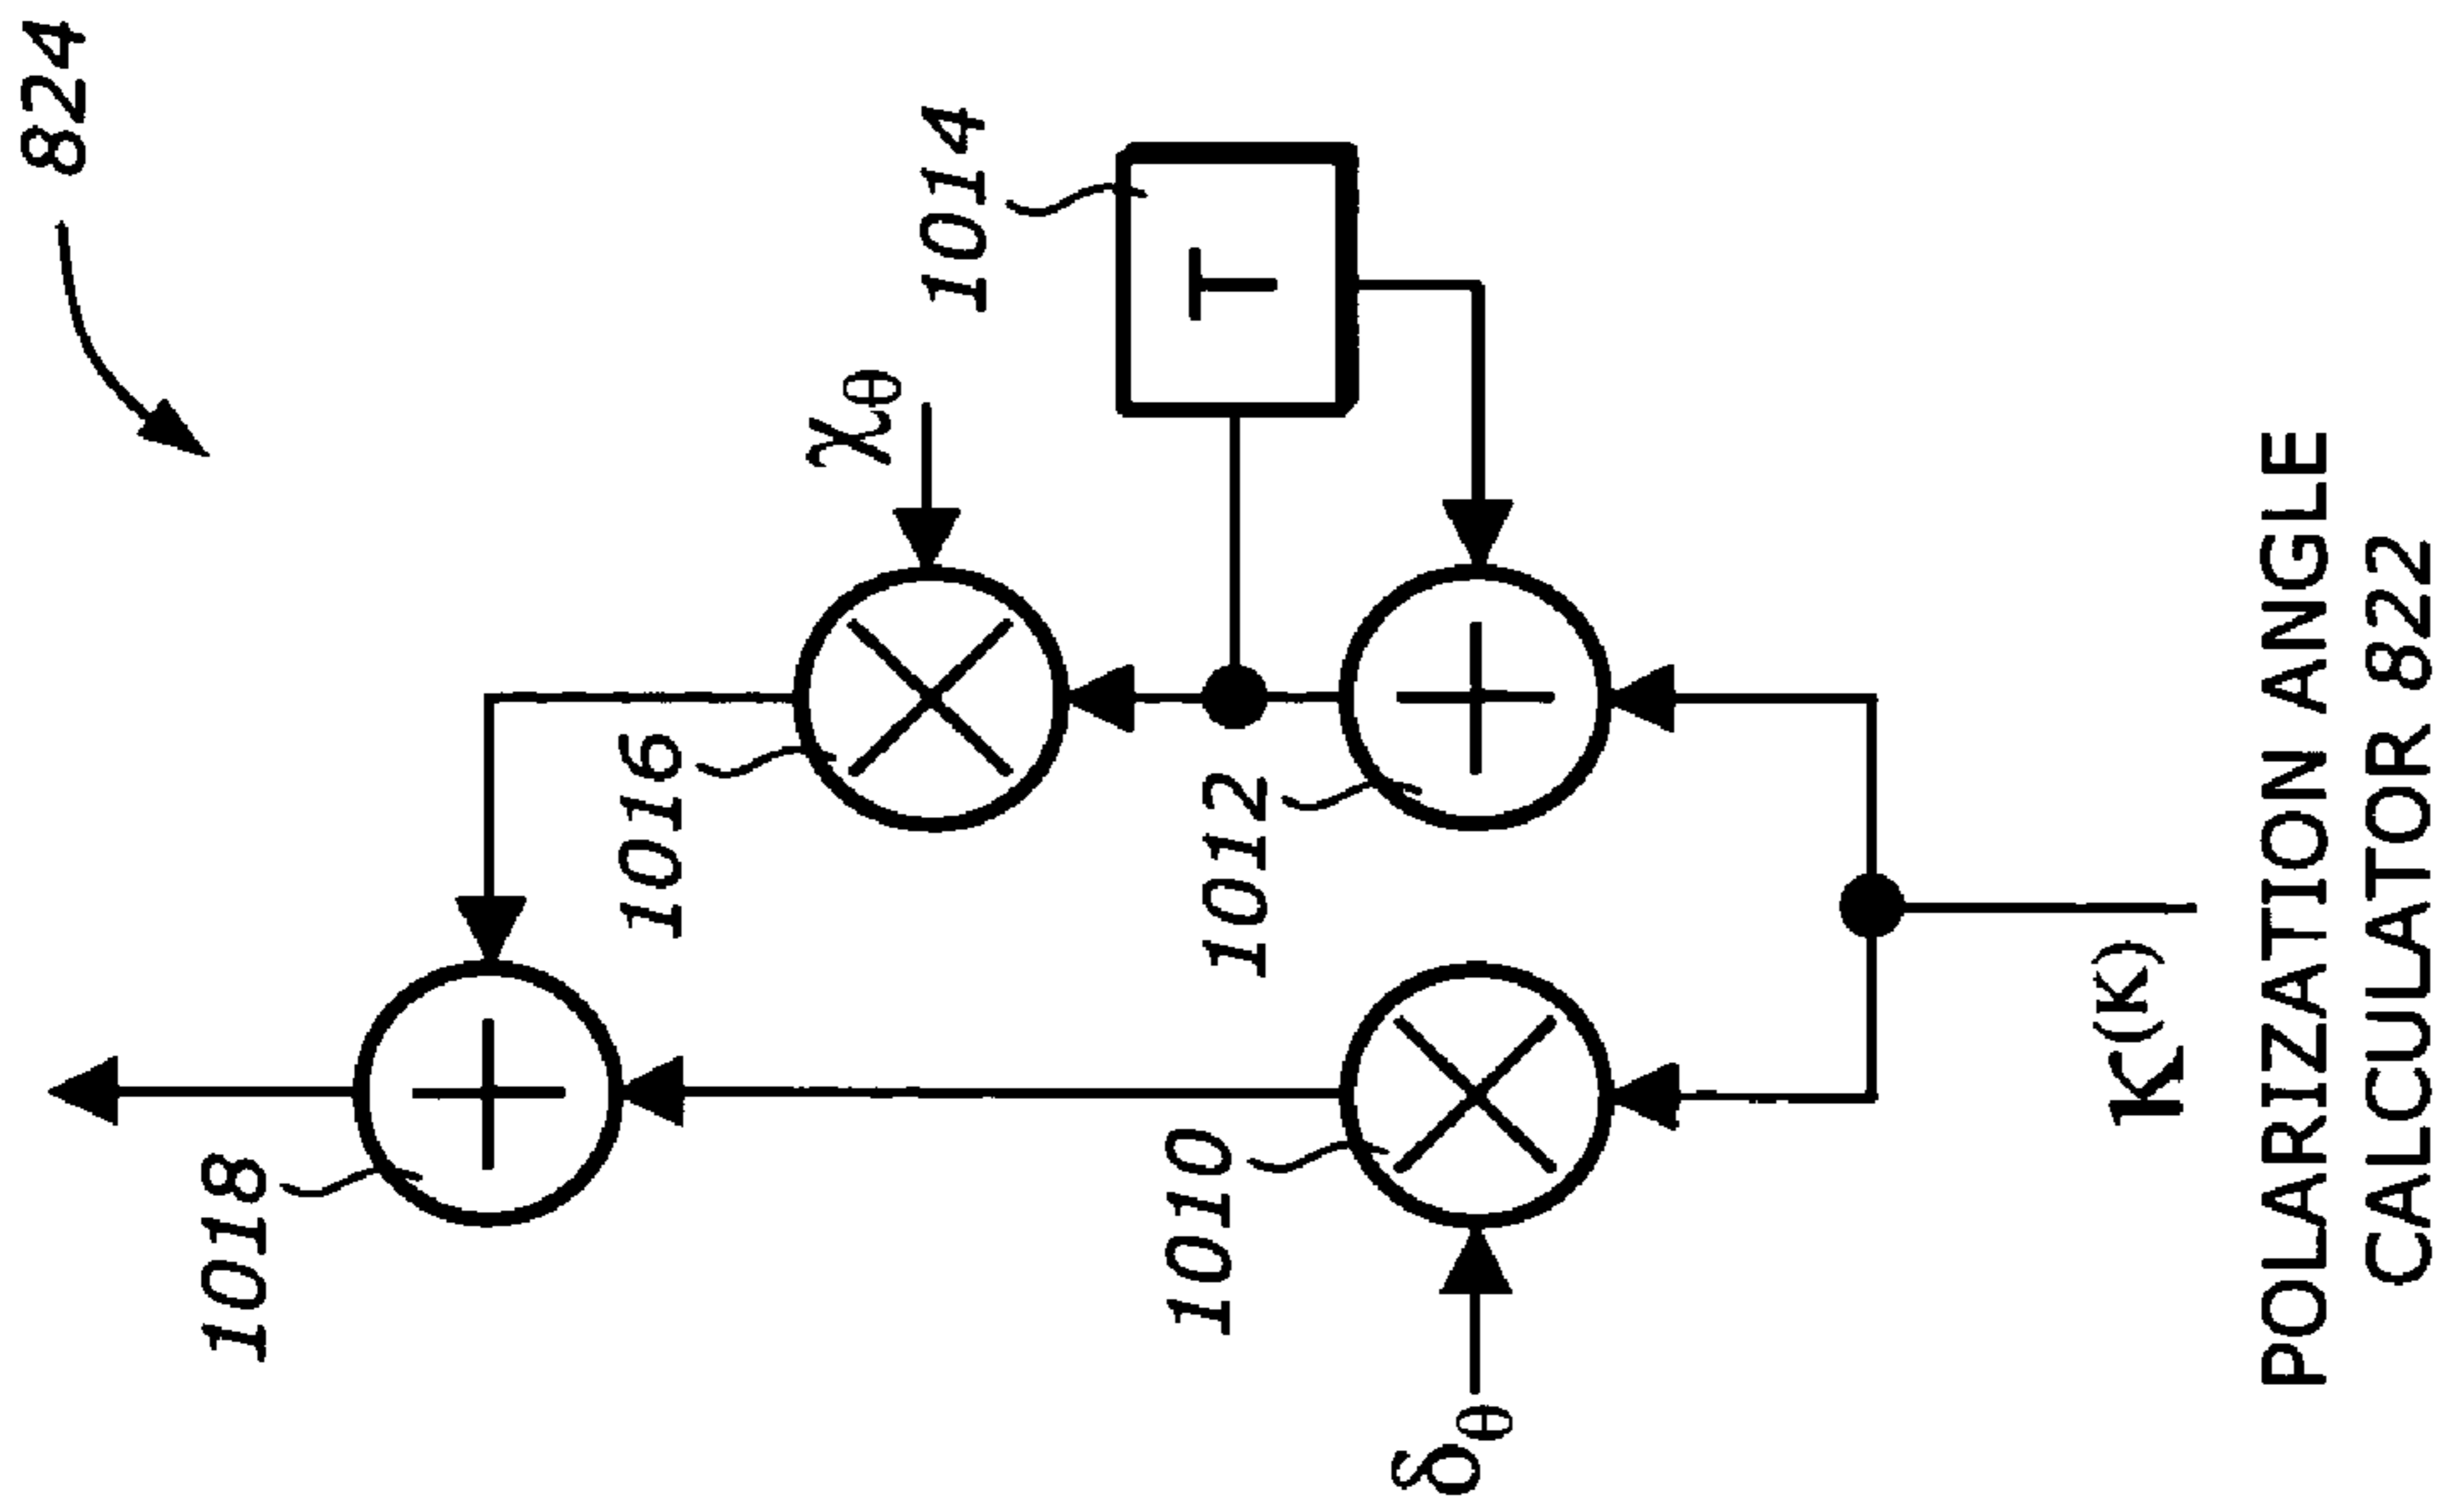 824
1014
T
χθ
1016
1012
1018
1010
δθ
K(K)
POLARIZATION ANGLE
CALCULATOR 822